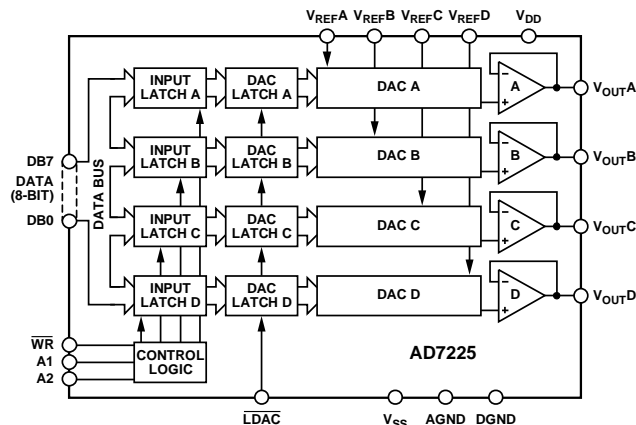 VREFA VREFB VREFC VREFD VDD
INPUT LATCH A
DAC LATCH A
DAC A
A
VOUTA
INPUT LATCH B
DAC LATCH B
DAC B
B
VOUTB
DB7
DATA
(8-BIT)
DB0
DATA BUS
INPUT LATCH C
DAC LATCH C
DAC C
C
VOUTC
INPUT LATCH D
DAC LATCH D
DAC D
D
VOUTD
WR
A1
A2
CONTROL
LOGIC
AD7225
LDAC
VSS AGND DGND